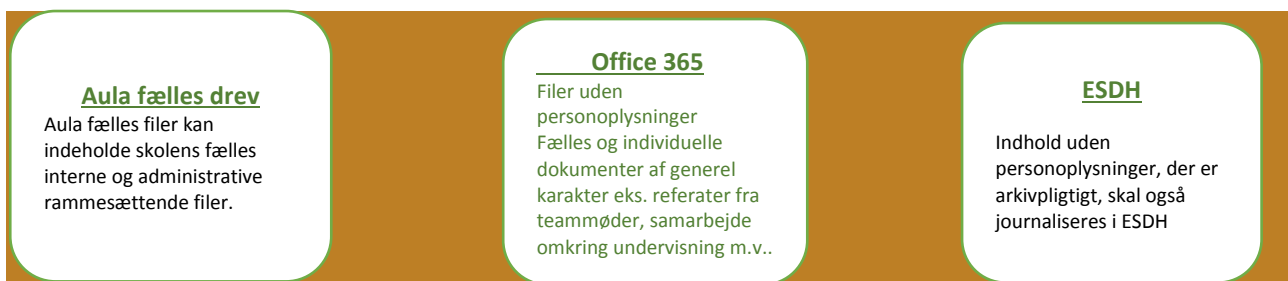 Aula fælles drev
Aula fælles filer kan
indeholde skolens fælles
interne og administrative
rammesættende filer.
Office 365
Filer uden
personoplysninger
Fælles og individuelle
dokumenter af generel
karakter eks. referater fra
teammøder, samarbejde
omkring undervisning m.v..
ESDH
Indhold uden
personoplysninger, der er
arkivpligtigt, skal også
journaliseres i ESDH